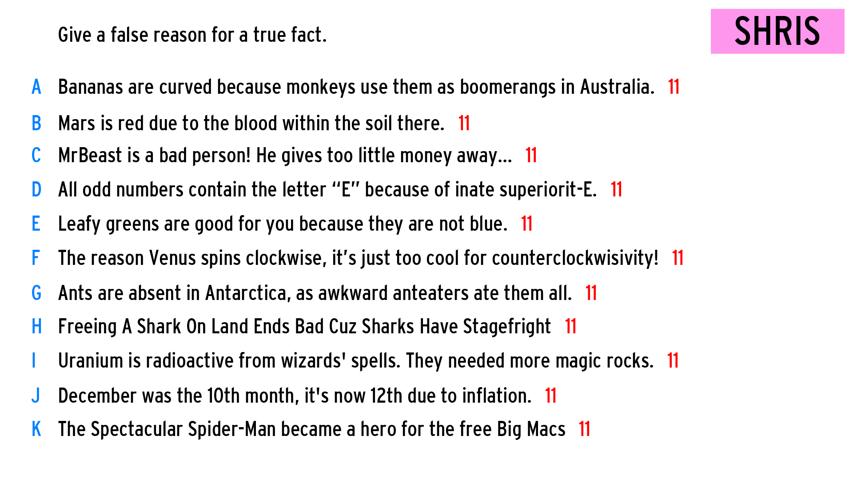 Give a false reason for a true fact.
SHRIS
A Bananas are curved because monkeys use them as boomerangs in Australia. 11
B Mars is red due to the blood within the soil there. 11
C MrBeast is a bad person! He gives too little money away... 11
D All odd numbers contain the letter “E” because of inate superiorit-E. 11
E Leafy greens are good for you because they are not blue. 11
F The reason Venus spins clockwise, it’s just too cool for counterclockwisivity! 11
G Ants are absent in Antarctica, as awkward anteaters ate them all. 11
H Freeing A Shark On Land Ends Bad Cuz Sharks Have Stagefright 11
I Uranium is radioactive from wizards' spells. They needed more magic rocks. 11
J December was the 10th month, it's now 12th due to inflation. 11
K The Spectacular Spider-Man became a hero for the free Big Macs 11